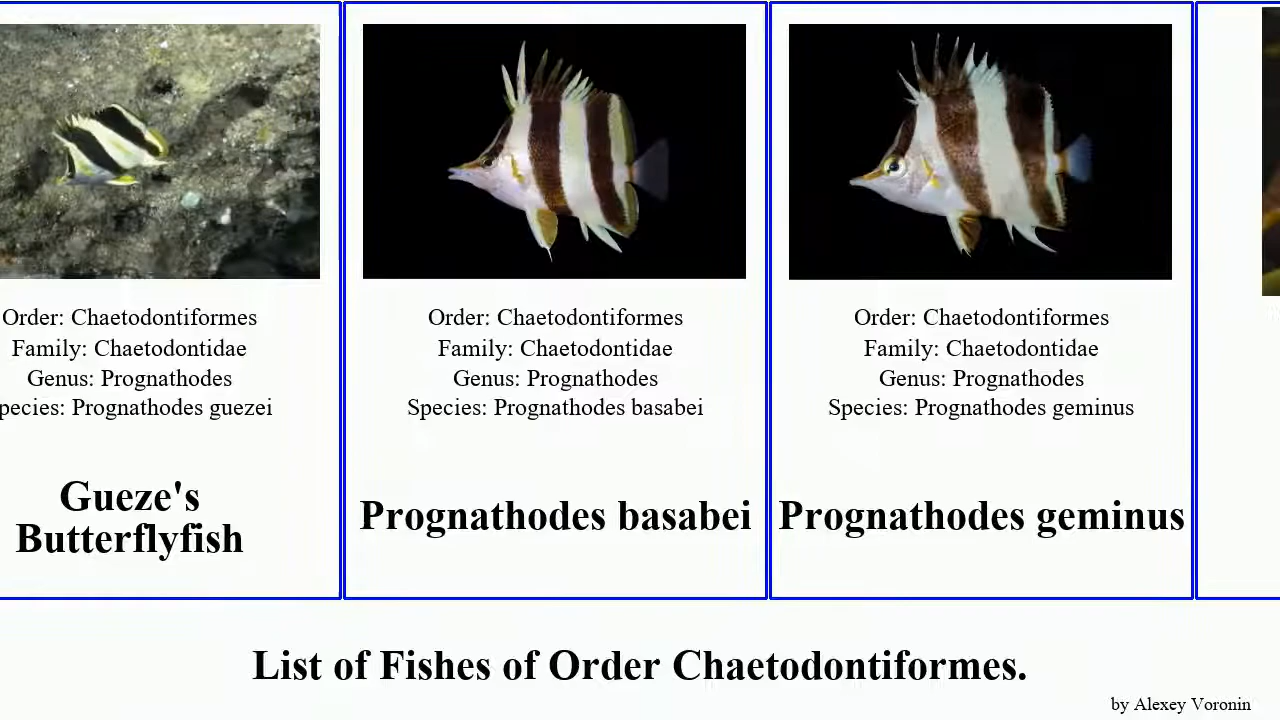 Order: Chaetodontiformes
Family: Chaetodontidae
Genus: Prognathodes
pecies: Prognathodes guezei
Gueze's
Butterflyfish
Order: Chaetodontiformes
Family: Chaetodontidae
Genus: Prognathodes
Species: Prognathodes basabei
Prognathodes basabei
Order: Chaetodontiformes
Family: Chaetodontidae
Genus: Prognathodes
Species: Prognathodes geminus
Prognathodes geminus
List of Fishes of Order Chaetodontiformes.
by Alexey Voronin